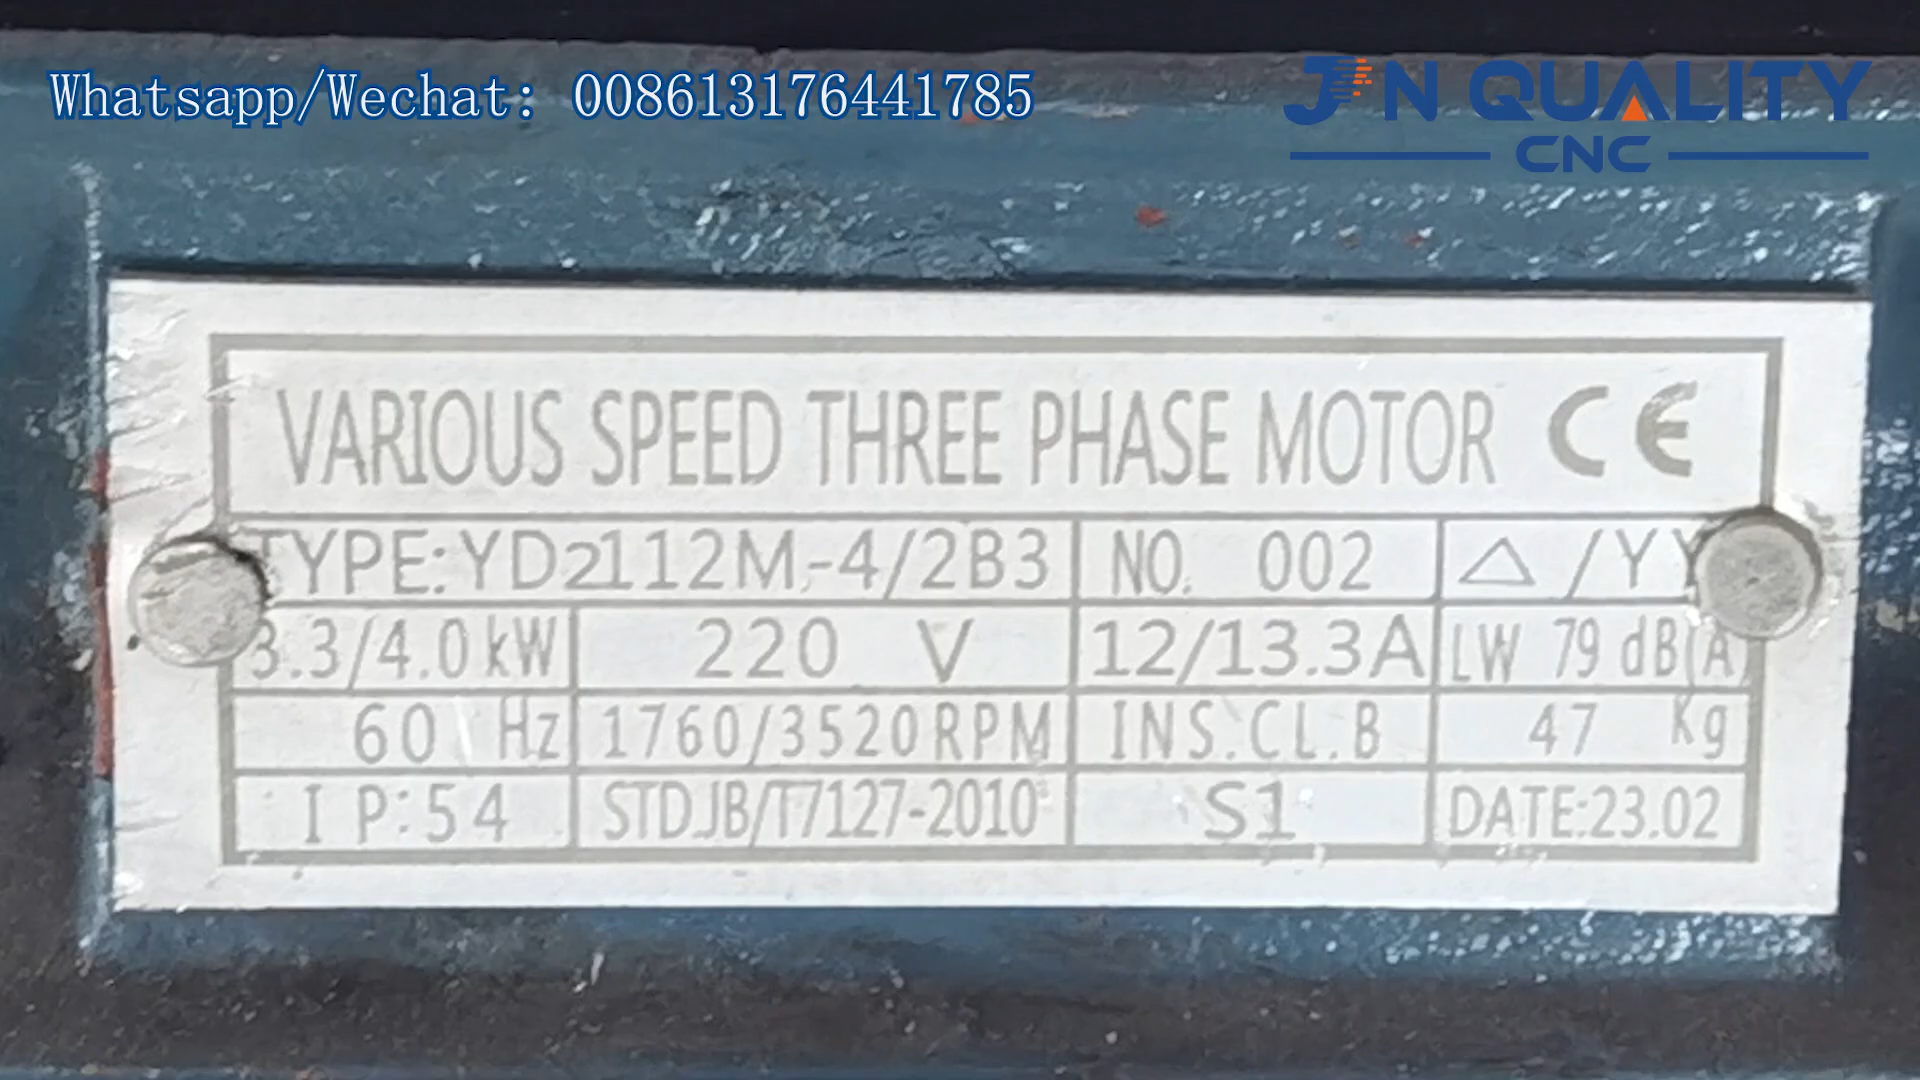 Whatsapp/Wechat: 008613176441785
JIN QUALITY
CNC
VARIOUS SPEED THREE PHASE MOTOR CE
TYPE:YD2112M-4/2B3 NO. 002 △/YY
3.3/4.0kW 220 V 12/13.3A LW 79 dB(A)
60 Hz 1760/3520RPM INS.CL.B 47 Kg
IP:54 STDJB/T7127-2010 S1 DATE:23.02